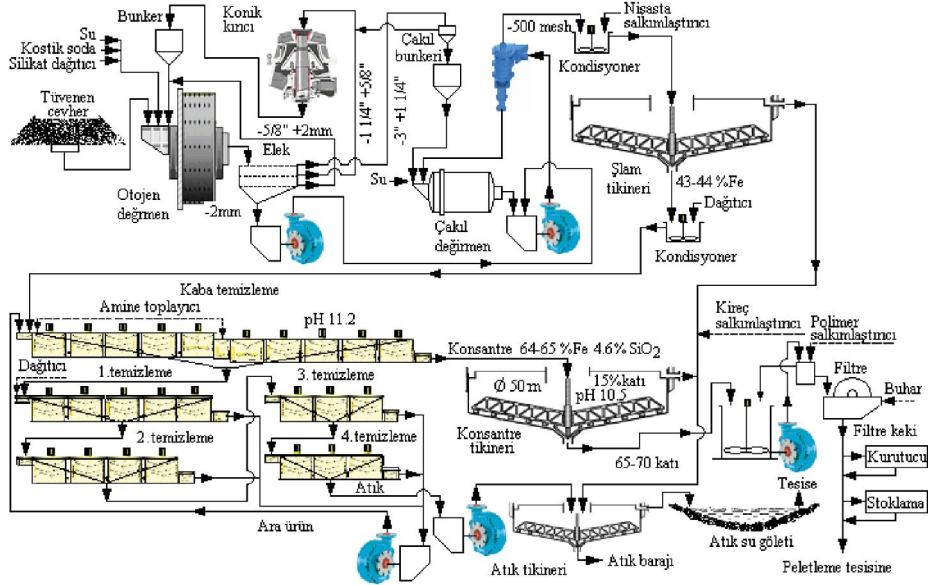 Bunker
Su
Kostik soda
Silikat dağıtıcı
Tüvenen
cevher
Otojen
değrmen
-2mm
-5/8" +2mm
Elek
Konik
kırıcı
-1 1/4" +5/8"
-3" +1 1/4"
Çakıl
bunkeri
Su
Çakıl
değirmen
-500 mesh
Nişasta
salkımlaştırıcı
Kondisyoner
Şlam
tikineri
43-44 %Fe
Dağıtıcı
Kondisyoner
Kaba temizleme
Amine toplayıcı
pH 11.2
Dağıtıcı
1.temizleme
2.temizleme
3. temizleme
4.temizleme
Atık
Ara ürün
Konsantre 64-65 %Fe 4.6% SiO2
Ø 50 m
15%katı
pH 10.5
Konsantre
tikineri
65-70 katı
Kireç
salkımlaştırıcı
Polimer
salkımlaştırıcı
Filtre
Buhar
Filtre keki
Kurutucu
Stoklama
Tesise
Atık su göleti
Atık tikineri
Atık barajı
Peletleme tesisine